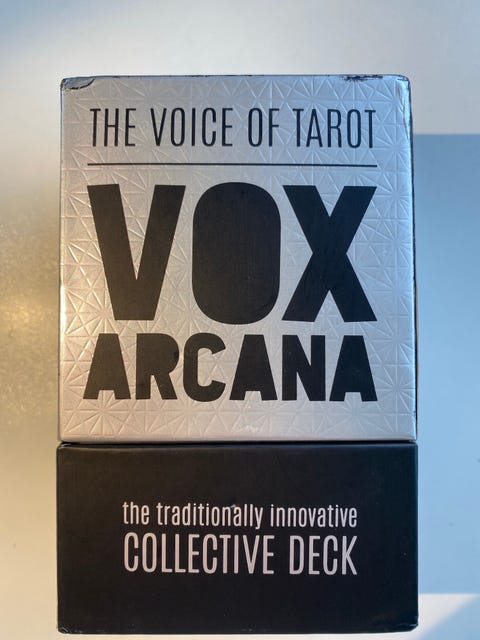 THE VOICE OF TAROT
VOX
ARCANA
the traditionally innovative
COLLECTIVE DECK